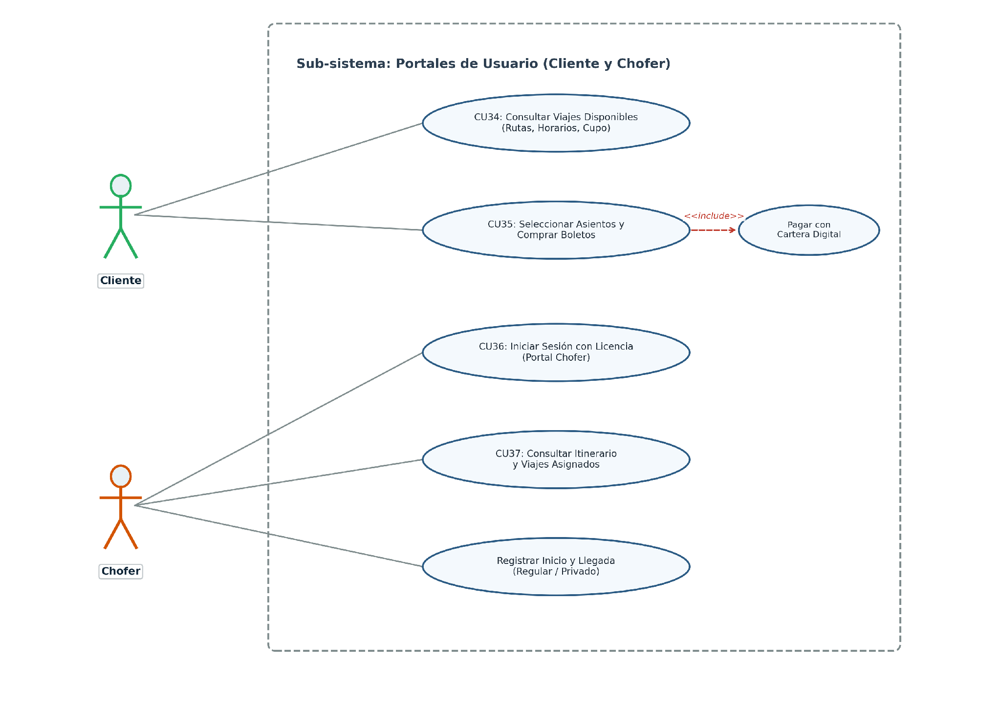 Sub-sistema: Portales de Usuario (Cliente y Chofer)
CU34: Consultar Viajes Disponibles
(Rutas, Horarios, Cupo)
CU35: Seleccionar Asientos y
Comprar Boletos
<<include>>
Pagar con
Cartera Digital
Cliente
CU36: Iniciar Sesión con Licencia
(Portal Chofer)
CU37: Consultar Itinerario
y Viajes Asignados
Registrar Inicio y Llegada
(Regular / Privado)
Chofer